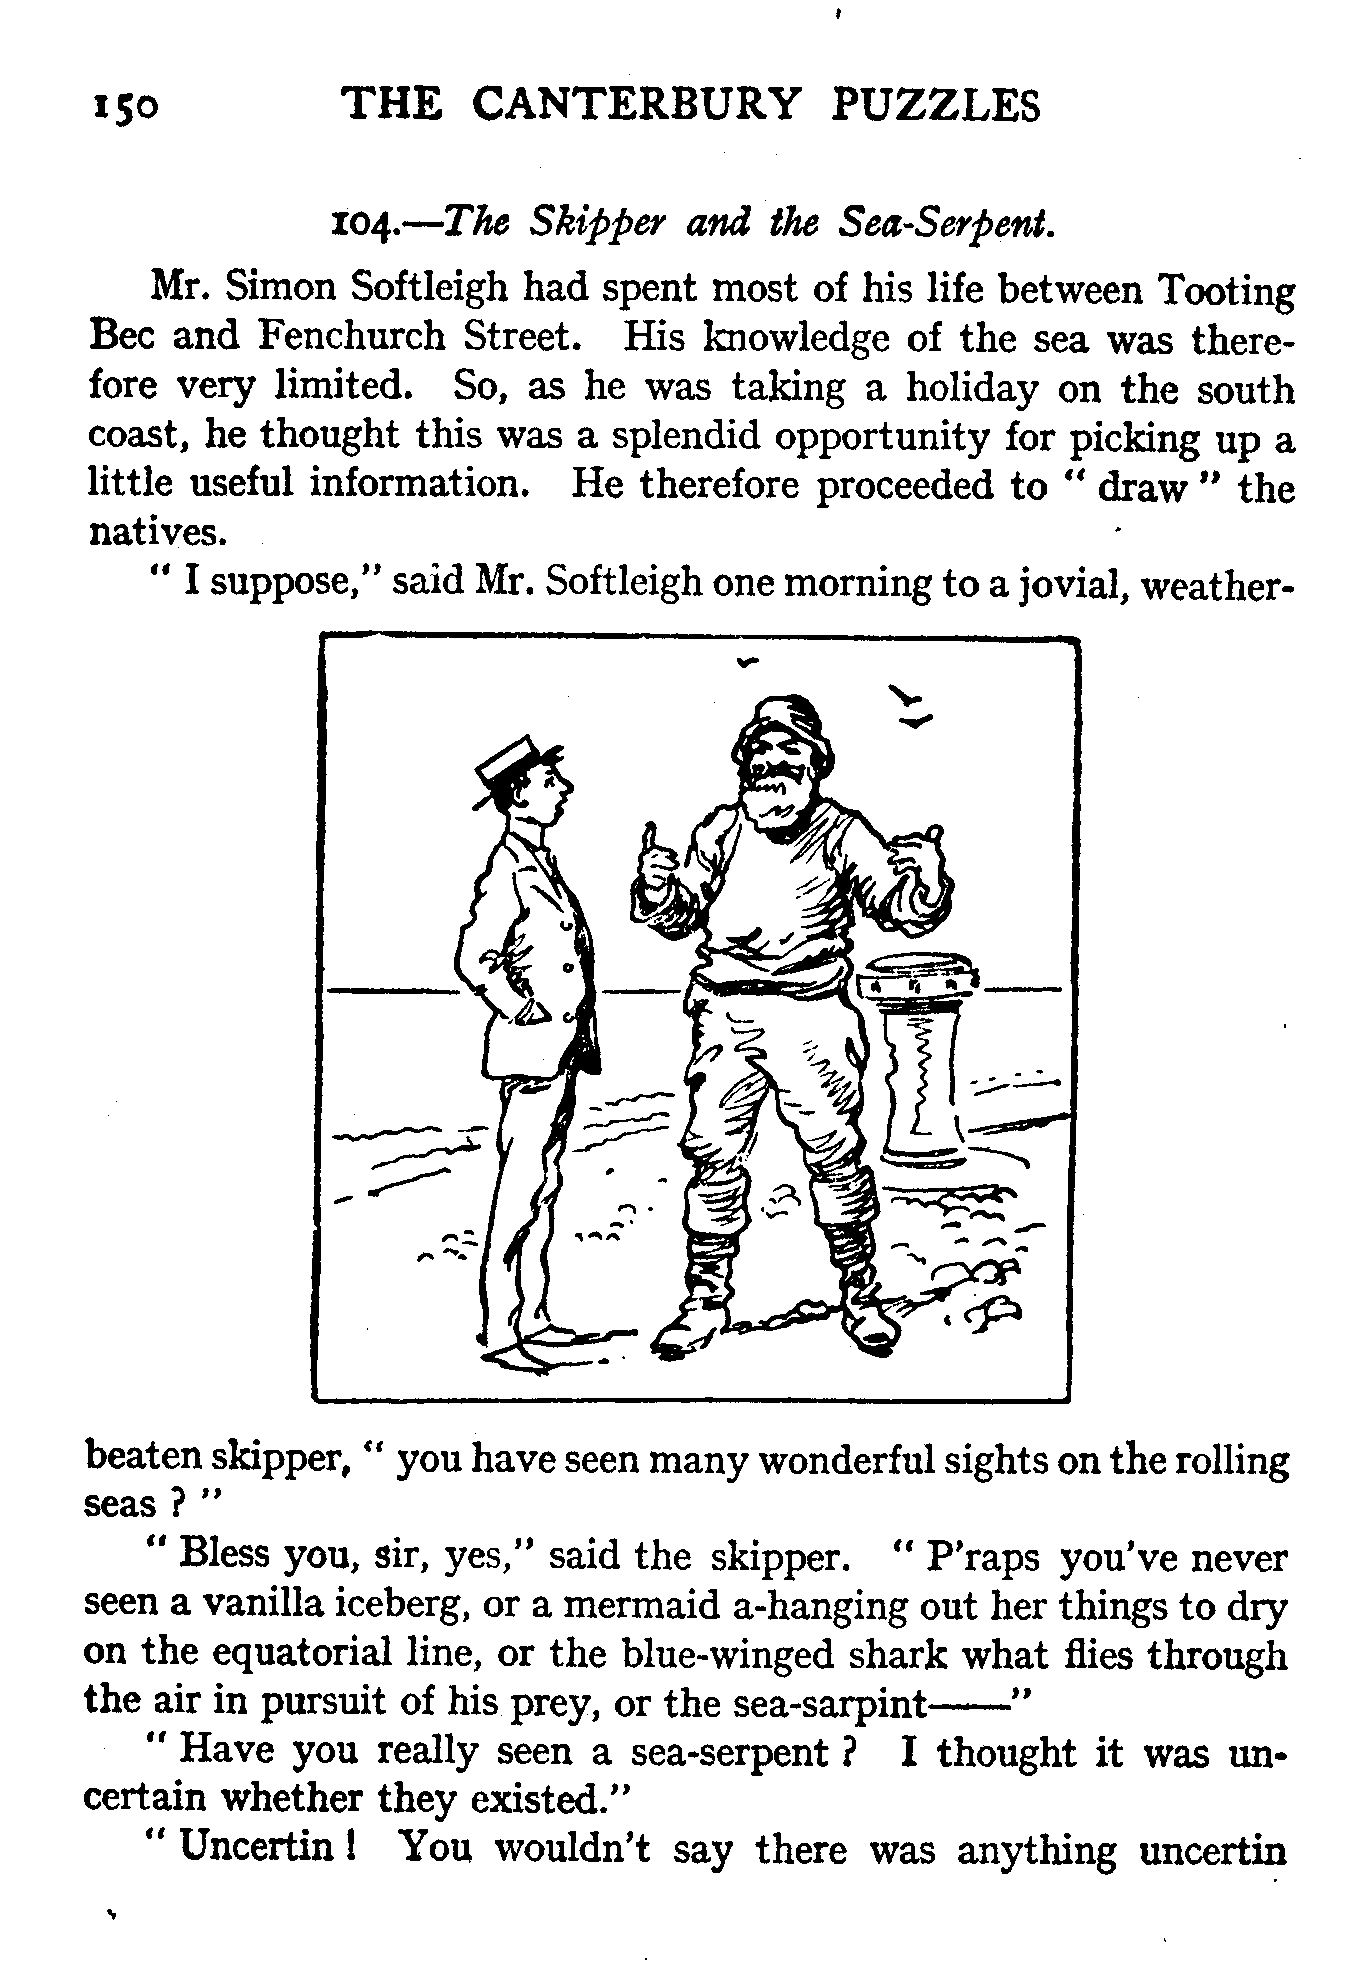 150 THE CANTERBURY PUZZLES
104.—The Skipper and the Sea-Serpent.
Mr. Simon Softleigh had spent most of his life between Tooting
Bec and Fenchurch Street. His knowledge of the sea was there-
fore very limited. So, as he was taking a holiday on the south
coast, he thought this was a splendid opportunity for picking up a
little useful information. He therefore proceeded to " draw " the
natives.
" I suppose," said Mr. Softleigh one morning to a jovial, weather-
beaten skipper, " you have seen many wonderful sights on the rolling
seas ? "
" Bless you, sir, yes," said the skipper. " P'raps you've never
seen a vanilla iceberg, or a mermaid a-hanging out her things to dry
on the equatorial line, or the blue-winged shark what flies through
the air in pursuit of his prey, or the sea-sarpint——"
" Have you really seen a sea-serpent ? I thought it was un-
certain whether they existed."
" Uncertin ! You wouldn't say there was anything uncertin